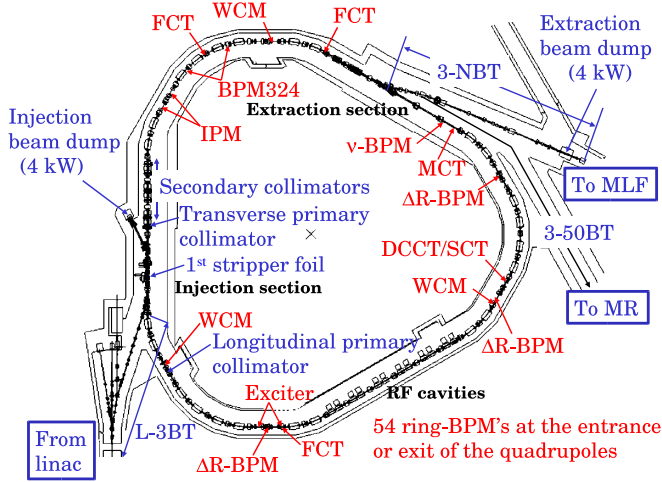 WCM
FCT
FCT
Extraction
beam dump
(4 kW)
3-NBT
BPM324
Extraction section
IPM
Injection
beam dump
(4 kW)
ν-BPM
MCT
ΔR-BPM
To MLF
Secondary collimators
Transverse primary
collimator
3-50BT
DCCT/SCT
1st stripper foil
Injection section
WCM
To MR
WCM
ΔR-BPM
Longitudinal primary
collimator
RF cavities
Exciter
54 ring-BPM's at the entrance
or exit of the quadrupoles
From
linac
L-3BT
FCT
ΔR-BPM